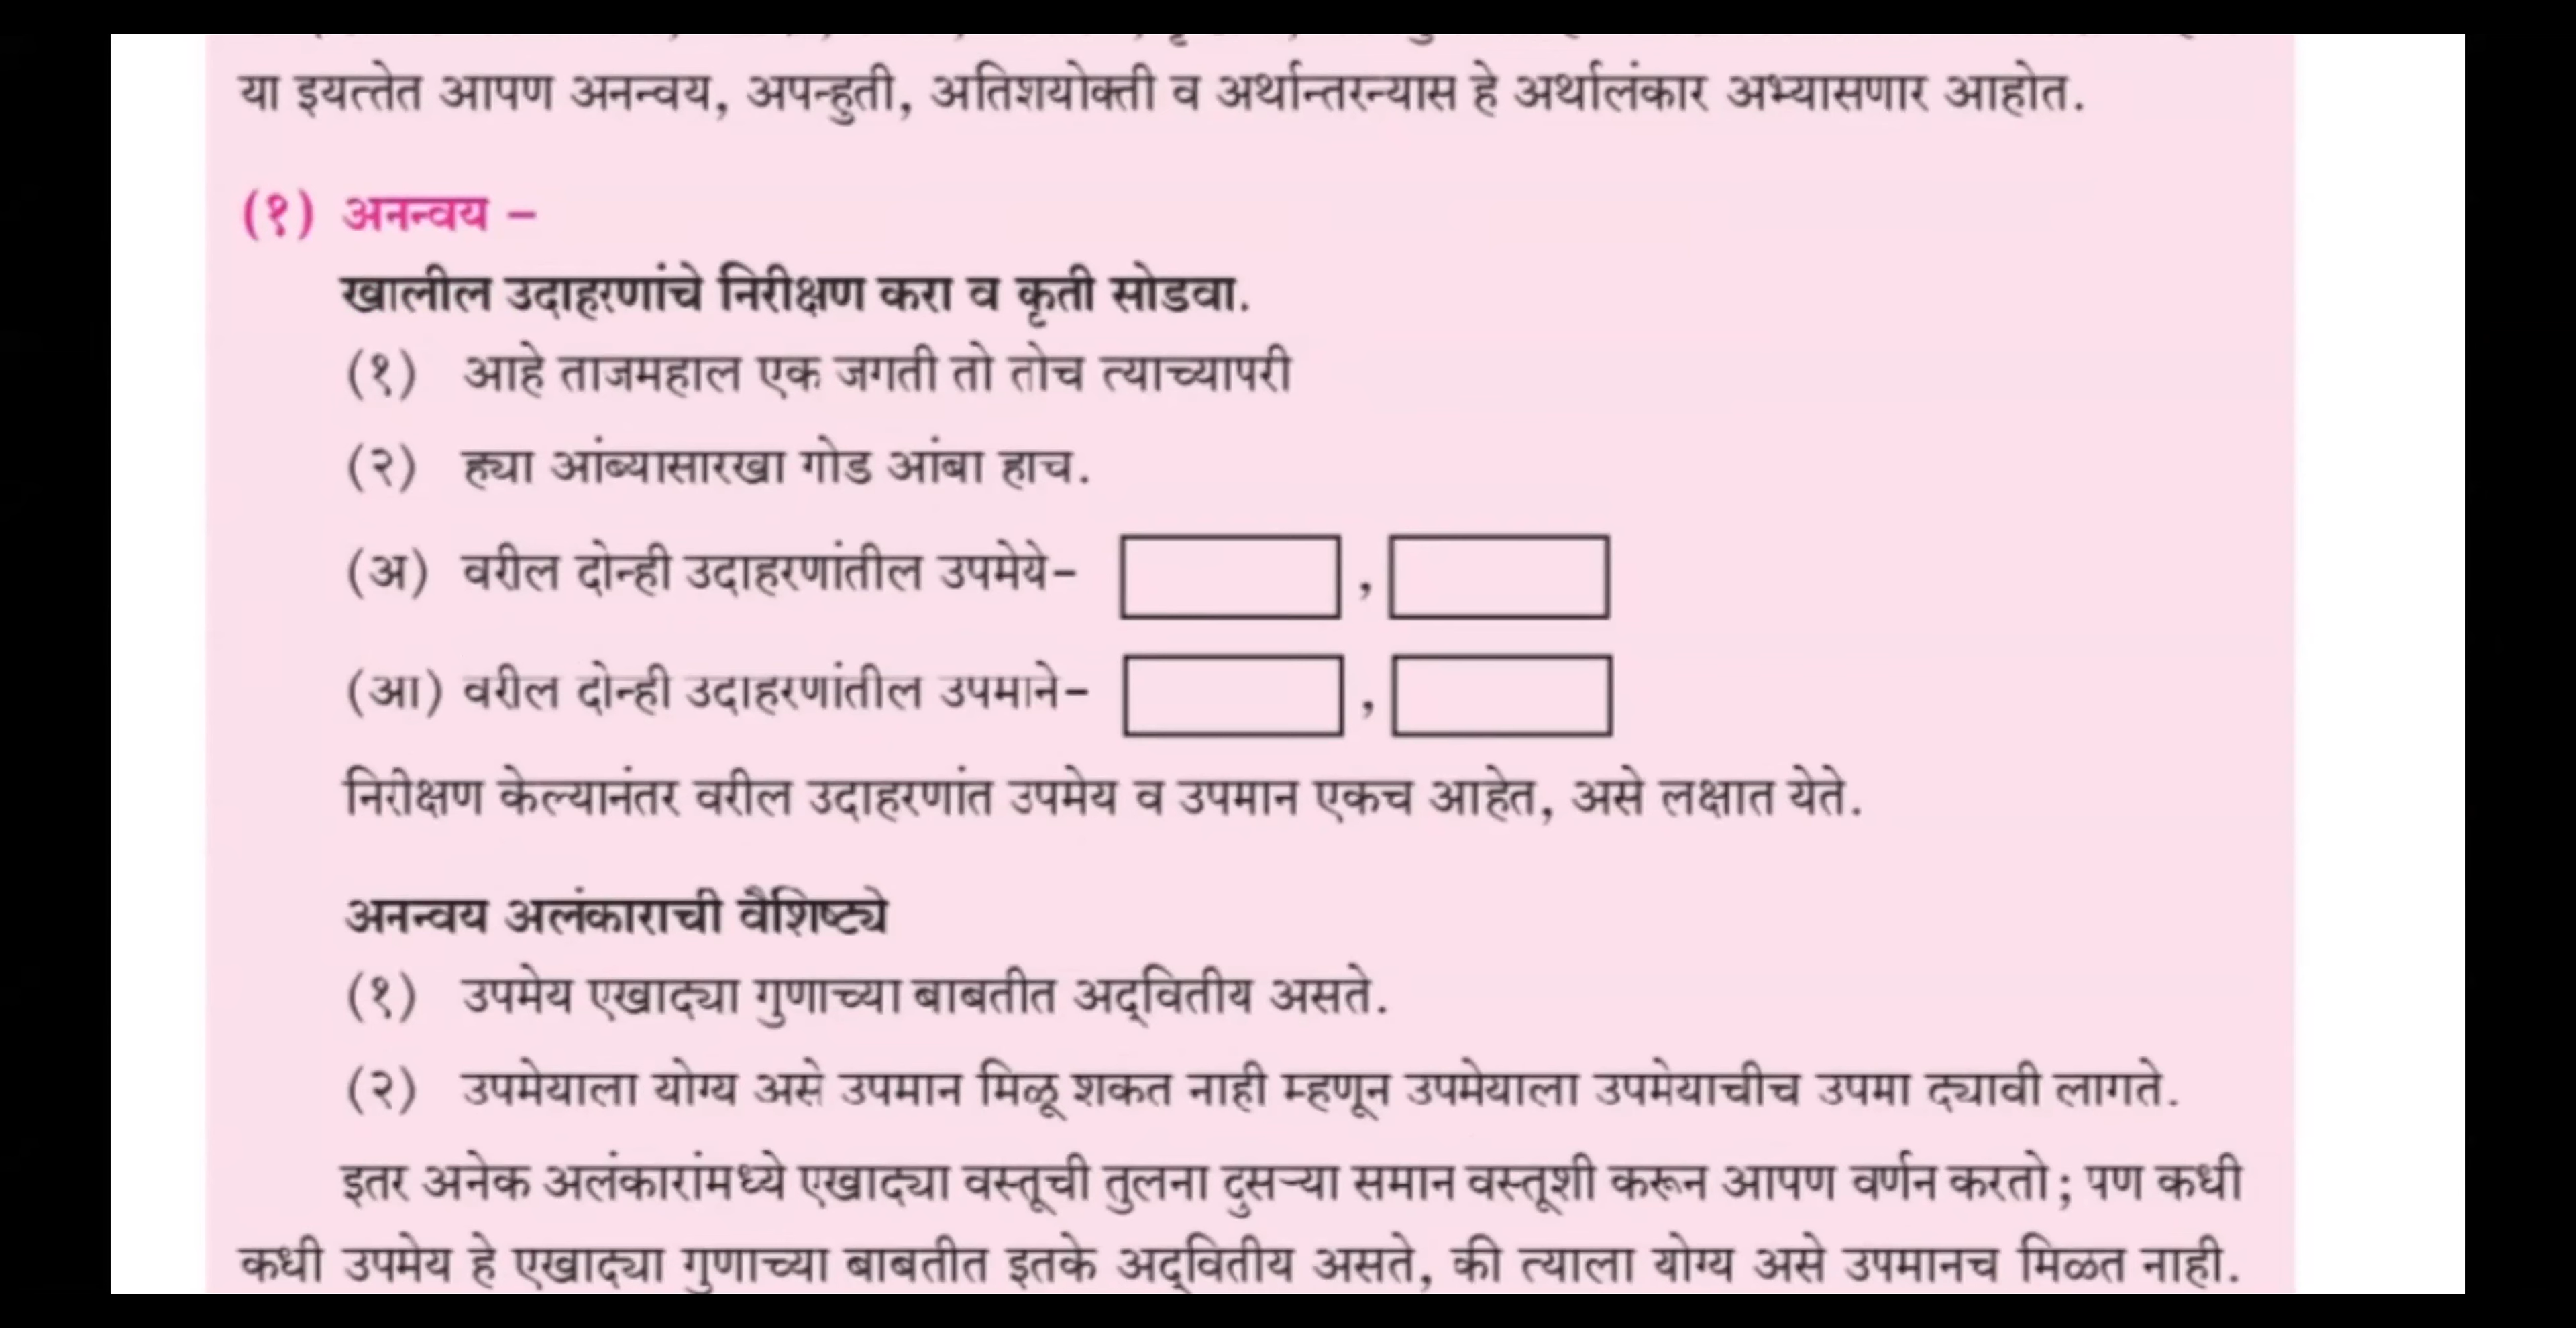 या इयत्तेत आपण अनन्वय, अपन्हुती, अतिशयोक्ती व अर्थान्तरन्यास हे अर्थालंकार अभ्यासणार आहोत.
(१) अनन्वय –
खालील उदाहरणांचे निरीक्षण करा व कृती सोडवा.
(१) आहे ताजमहाल एक जगती तो तोच त्याच्यापरी
(२) ह्या आंब्यासारखा गोड आंबा हाच.
(अ) वरील दोन्ही उदाहरणांतील उपमेये- ,
(आ) वरील दोन्ही उदाहरणांतील उपमाने- ,
निरीक्षण केल्यानंतर वरील उदाहरणांत उपमेय व उपमान एकच आहेत, असे लक्षात येते.
अनन्वय अलंकाराची वैशिष्ट्ये
(१) उपमेय एखाद्या गुणाच्या बाबतीत अद्‌वितीय असते.
(२) उपमेयाला योग्य असे उपमान मिळू शकत नाही म्हणून उपमेयाला उपमेयाचीच उपमा द्यावी लागते.
इतर अनेक अलंकारांमध्ये एखाद्या वस्तूची तुलना दुसऱ्या समान वस्तूशी करून आपण वर्णन करतो; पण कधी
कधी उपमेय हे एखाद्या गुणाच्या बाबतीत इतके अद्‌वितीय असते, की त्याला योग्य असे उपमानच मिळत नाही.